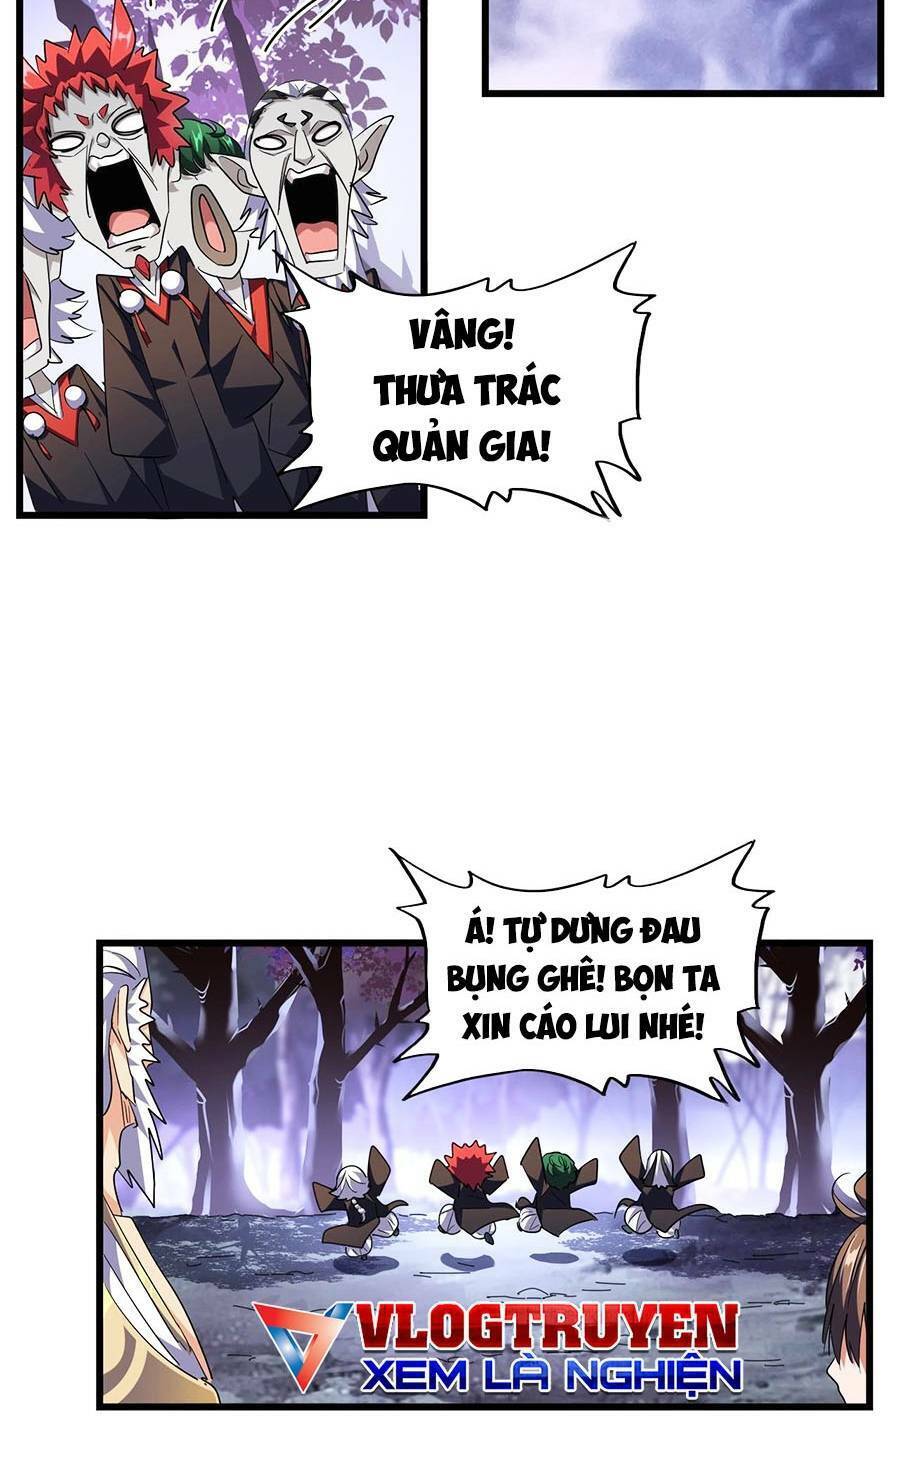 VÂNG!
THƯA TRÁC
QUẢN GIA!
Á! TỰ DƯNG ĐAU
BỤNG GHÊ! BỌN TA
XIN CÁO LUI NHÉ!
VLOGTRUYEN
XEM LÀ NGHIỆN